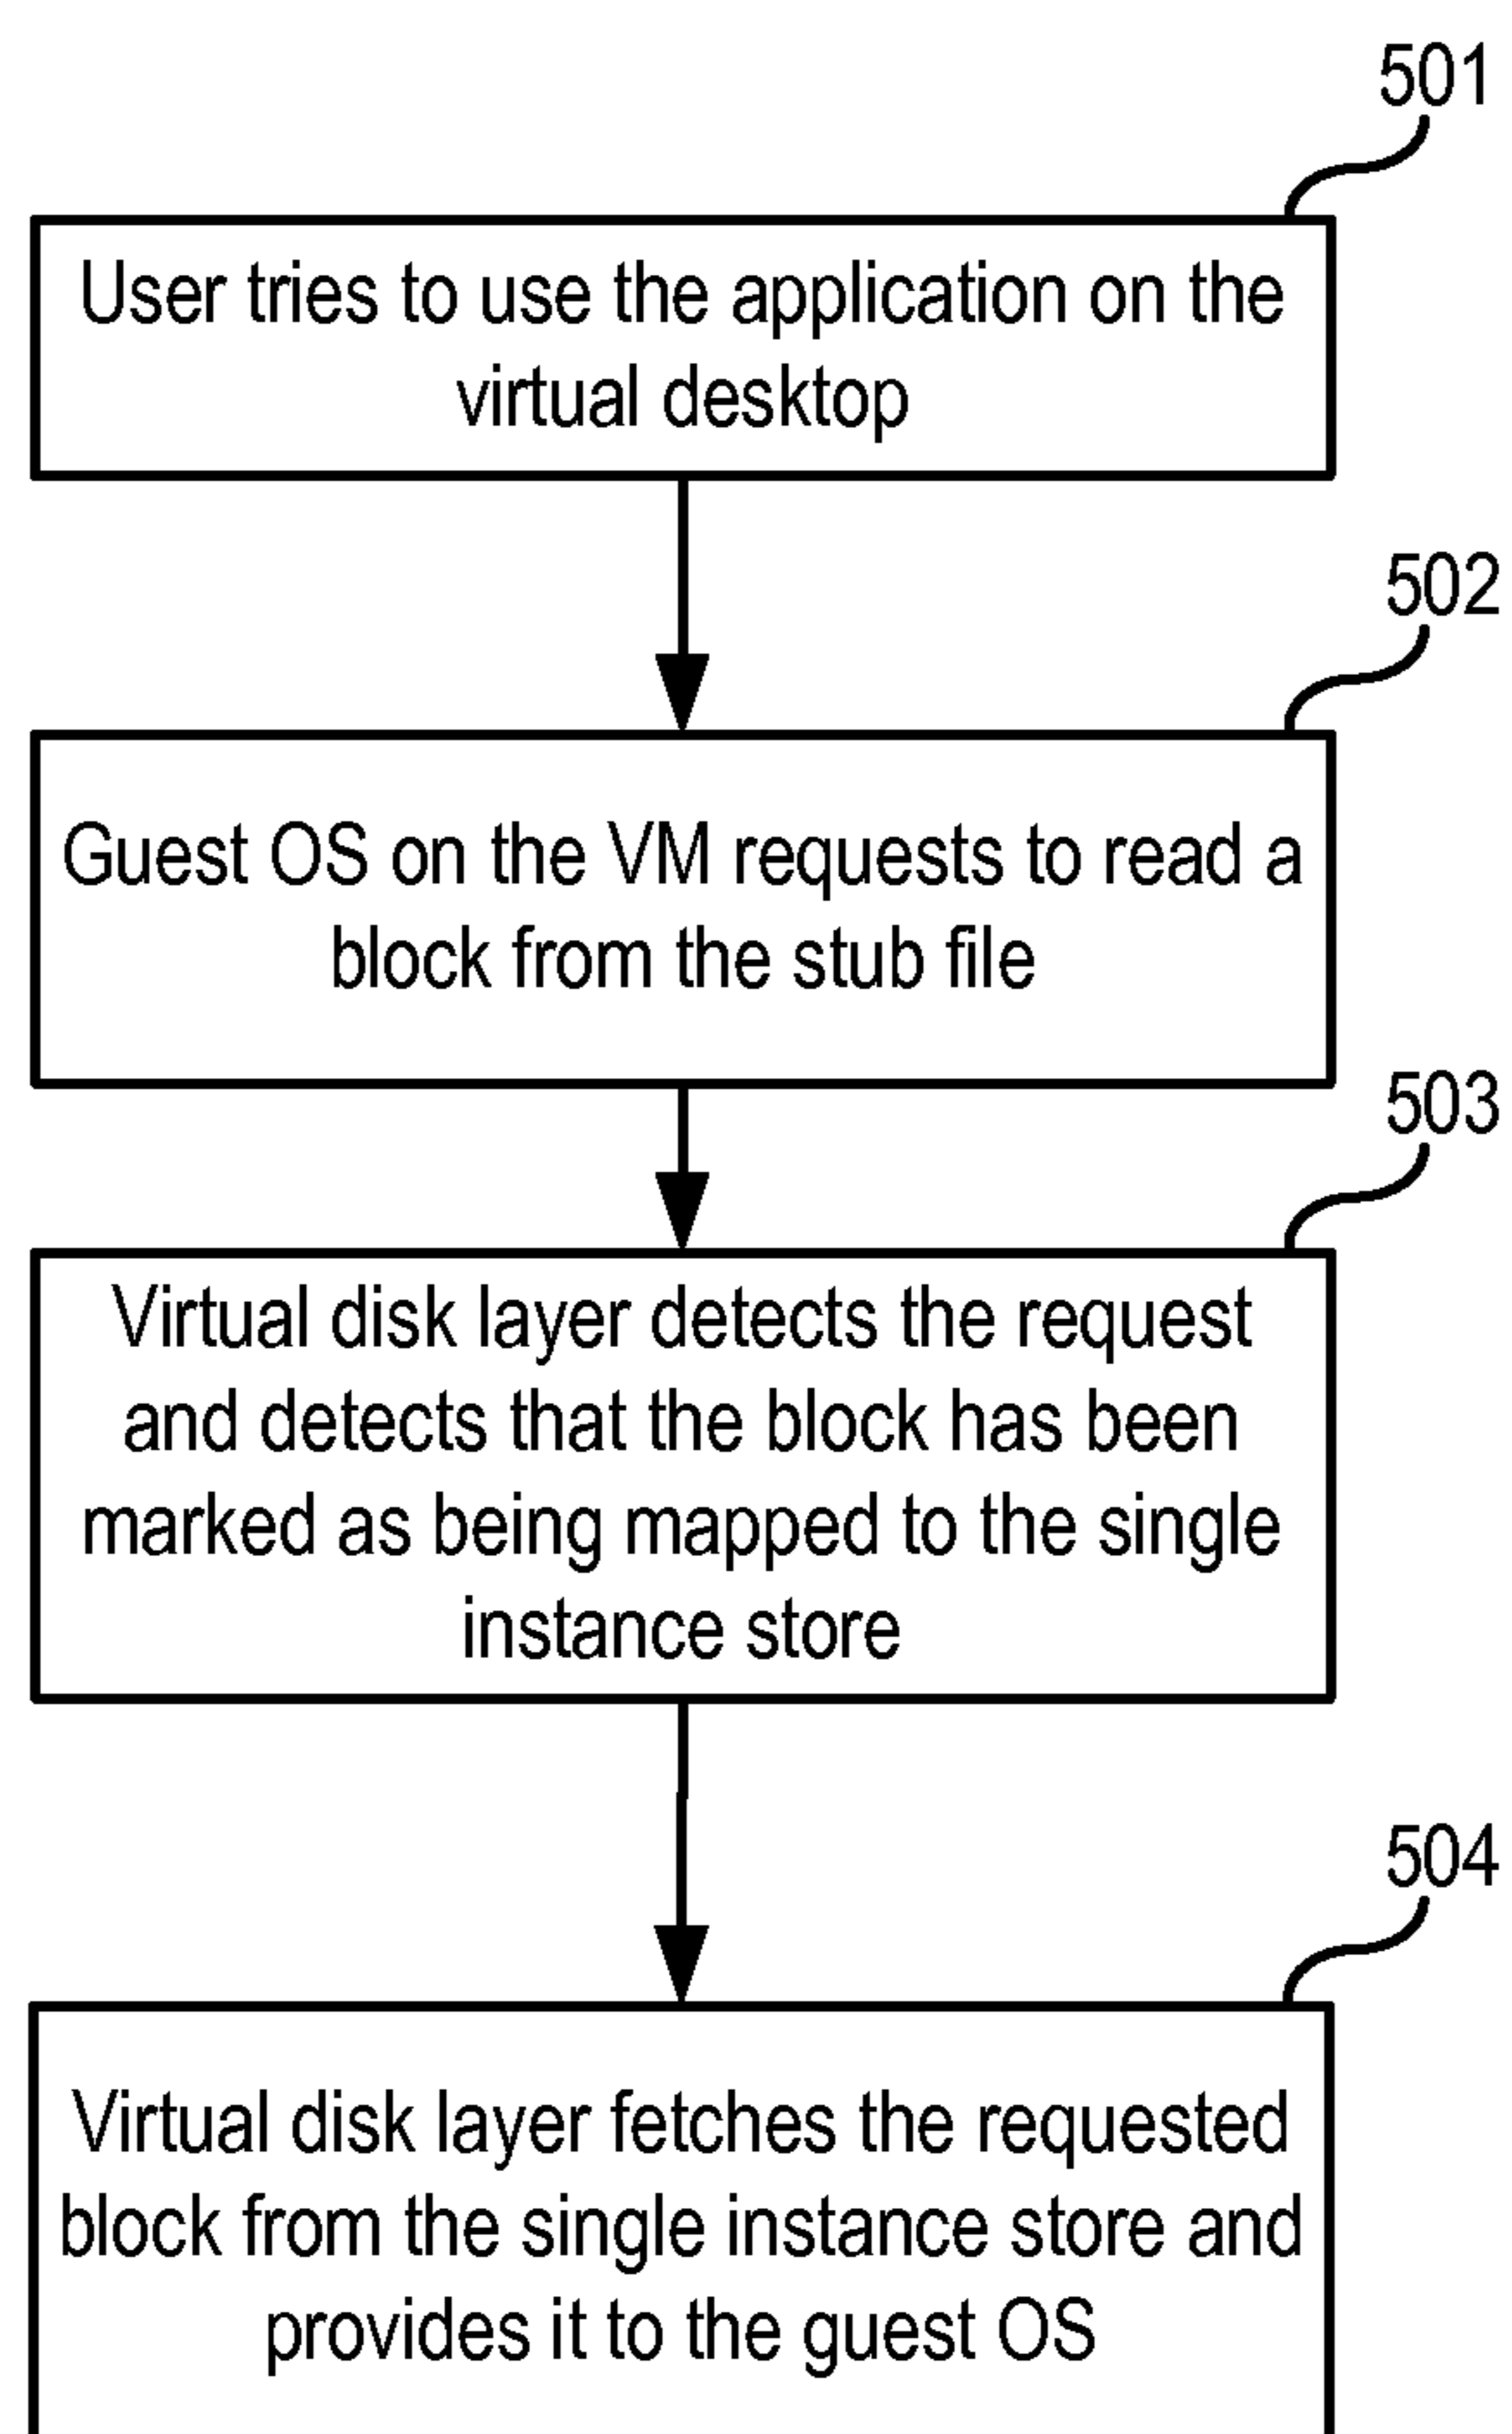 501
User tries to use the application on the
virtual desktop
502
Guest OS on the VM requests to read a
block from the stub file
503
Virtual disk layer detects the request
and detects that the block has been
marked as being mapped to the single
instance store
504
Virtual disk layer fetches the requested
block from the single instance store and
provides it to the guest OS